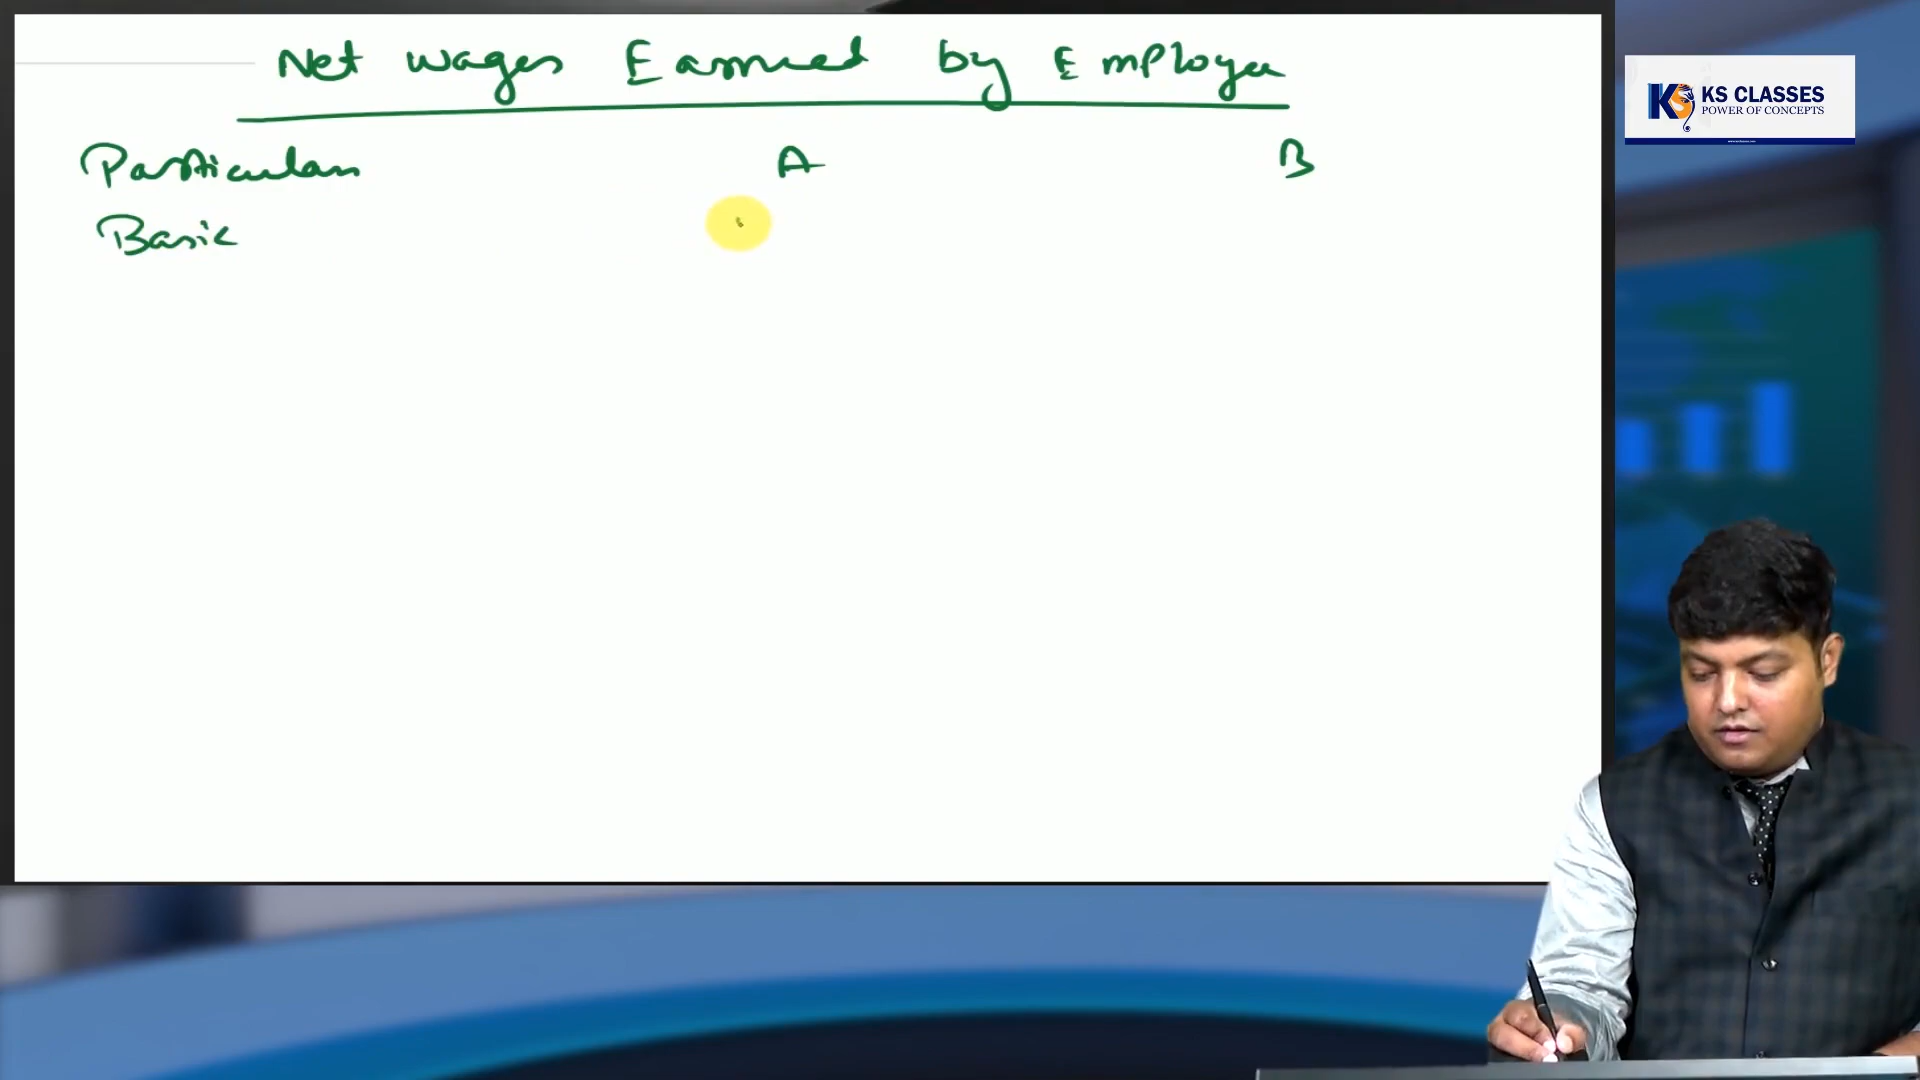 Net wages Earned by Employee
KS CLASSES
POWER OF CONCEPTS
Particulars A B
Basic